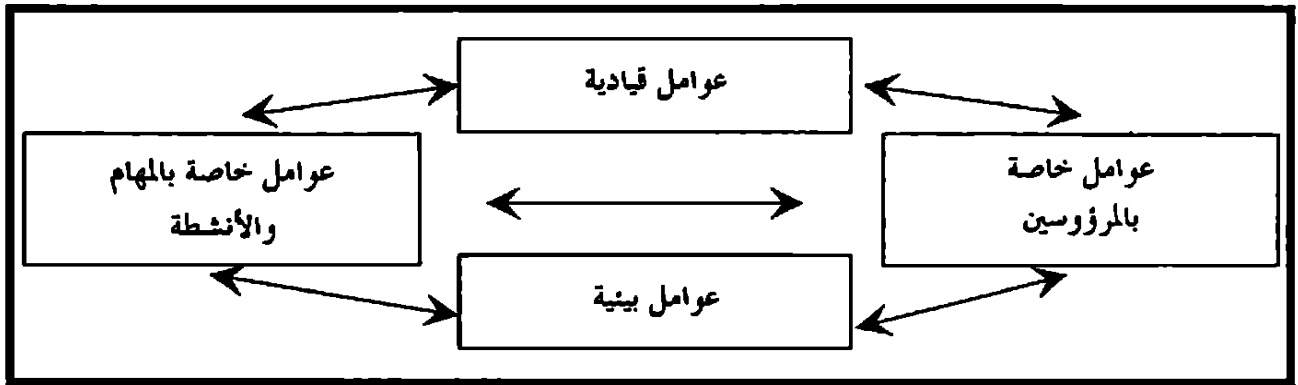 عوامل قيادية
عوامل خاصة
بالمرؤوسين
عوامل خاصة بالمهام
والأنشطة
عوامل بيئية